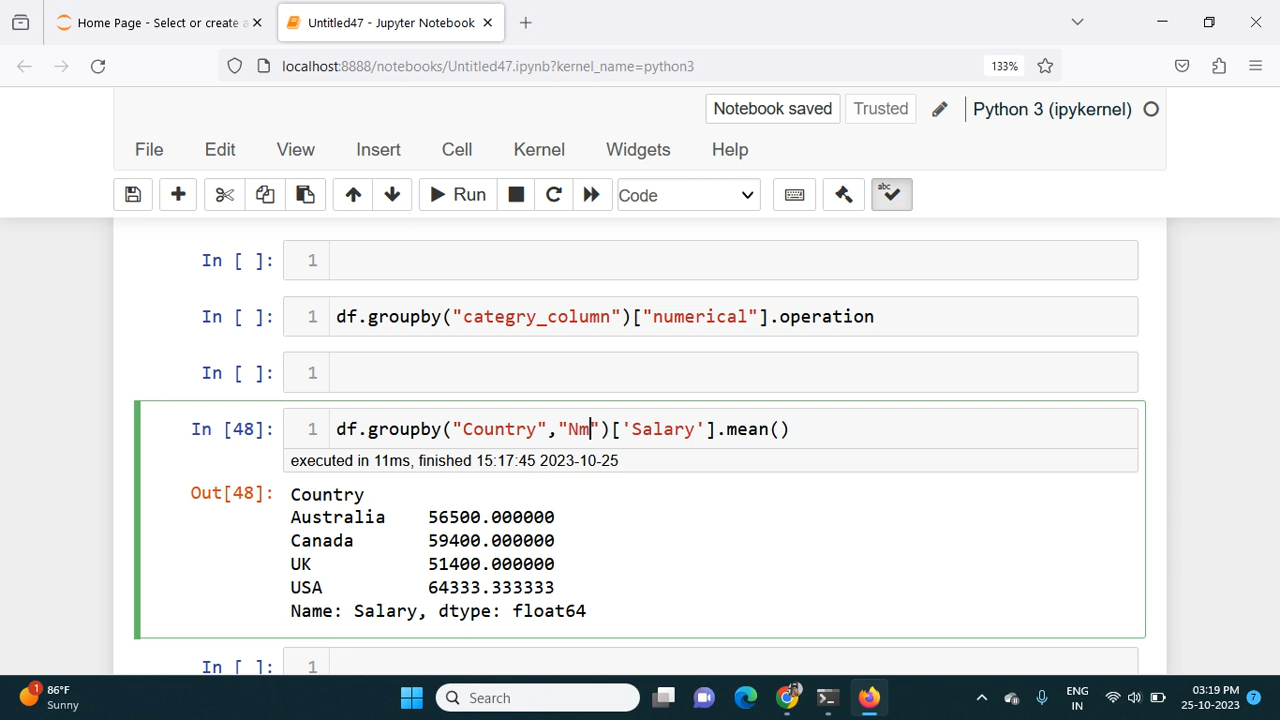 Home Page - Select or create a
Untitled47 - Jupyter Notebook
localhost:8888/notebooks/Untitled47.ipynb?kernel_name=python3
133%
Notebook saved
Trusted
Python 3 (ipykernel)
File
Edit
View
Insert
Cell
Kernel
Widgets
Help
Run
Code
abc
In [ ]:
1
In [ ]:
1
df.groupby("categry_column")["numerical"].operation
In [ ]:
1
In [48]:
1
df.groupby("Country","Nm")['Salary'].mean()
executed in 11ms, finished 15:17:45 2023-10-25
Out[48]:
Country
Australia 56500.000000
Canada 59400.000000
UK 51400.000000
USA 64333.333333
Name: Salary, dtype: float64
In [ ]:
1
1
86°F
Sunny
Search
ENG
IN
03:19 PM
25-10-2023
7